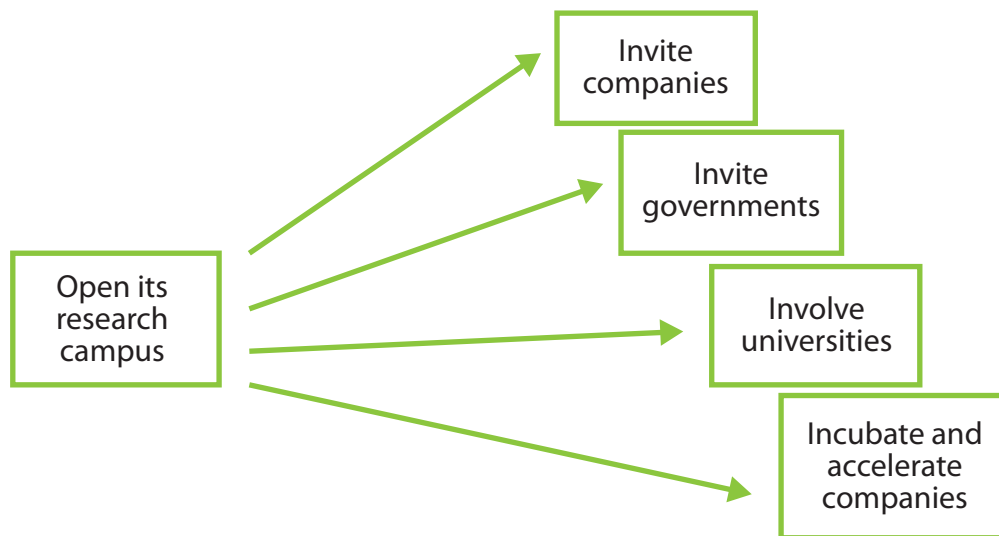 Invite
companies
Invite
governments
Open its
research
campus
Involve
universities
Incubate and
accelerate
companies